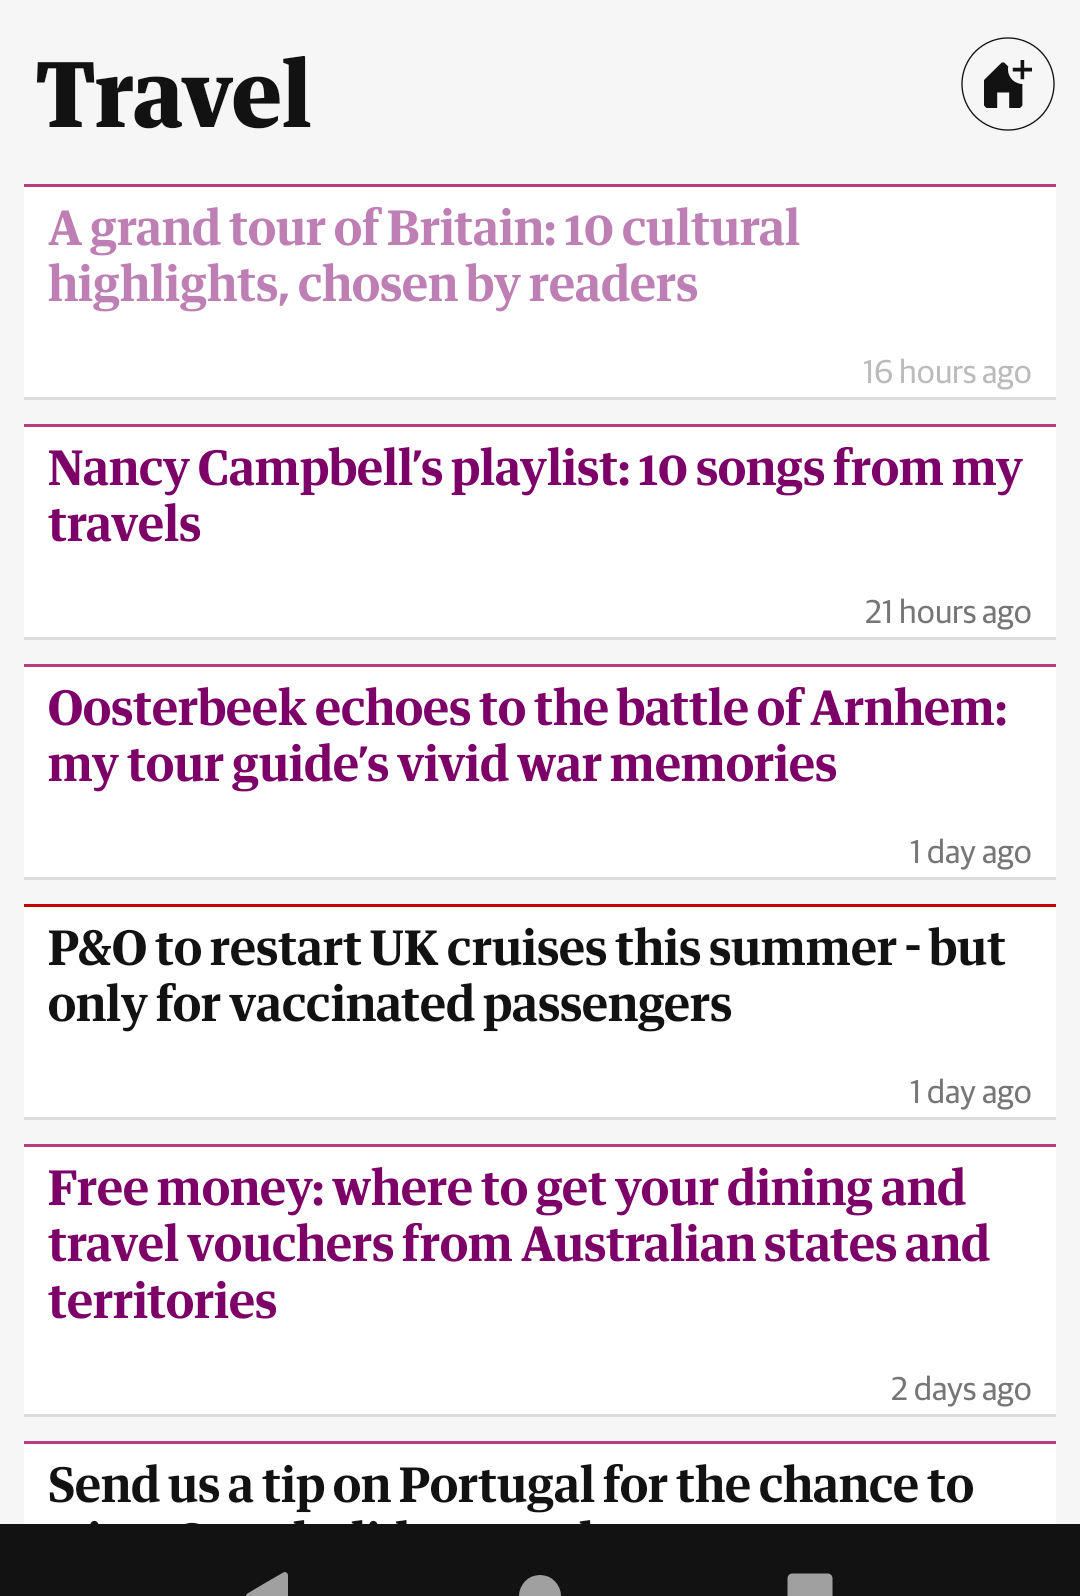 Travel
A grand tour of Britain: 10 cultural
highlights, chosen by readers
16 hours ago
Nancy Campbell’s playlist: 10 songs from my
travels
21 hours ago
Oosterbeek echoes to the battle of Arnhem:
my tour guide’s vivid war memories
1 day ago
P&O to restart UK cruises this summer - but
only for vaccinated passengers
1 day ago
Free money: where to get your dining and
travel vouchers from Australian states and
territories
2 days ago
Send us a tip on Portugal for the chance to